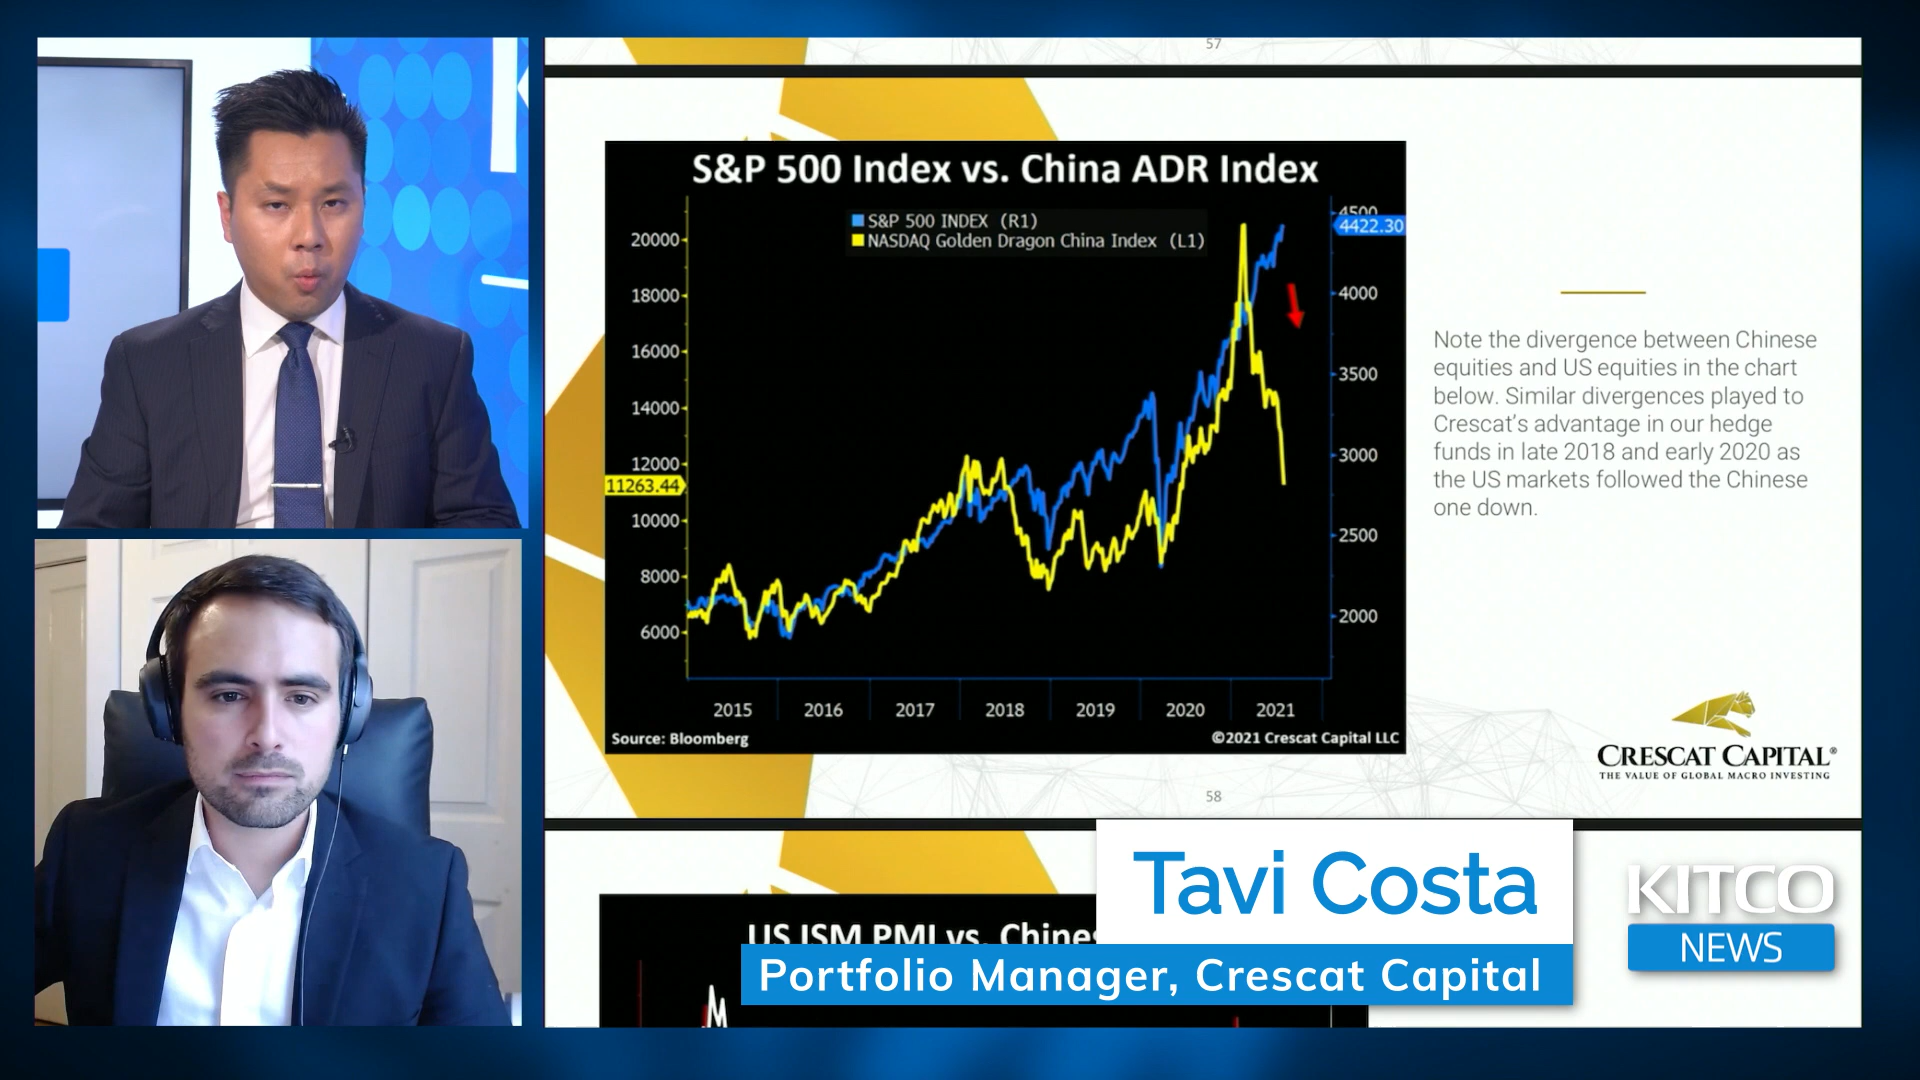 57
S&P 500 Index vs. China ADR Index
S&P 500 INDEX (R1)
NASDAQ Golden Dragon China Index (L1)
20000
18000
16000
14000
12000
11263.44
10000
8000
6000
4500
4422.30
4000
3500
3000
2500
2000
2015 2016 2017 2018 2019 2020 2021
Source: Bloomberg
©2021 Crescat Capital LLC
Note the divergence between Chinese
equities and US equities in the chart
below. Similar divergences played to
Crescat's advantage in our hedge
funds in late 2018 and early 2020 as
the US markets followed the Chinese
one down.
CRESCAT CAPITAL®
THE VALUE OF GLOBAL MACRO INVESTING
58
US ISM PMI vs.
Tavi Costa
Portfolio Manager, Crescat Capital
KITCO
NEWS